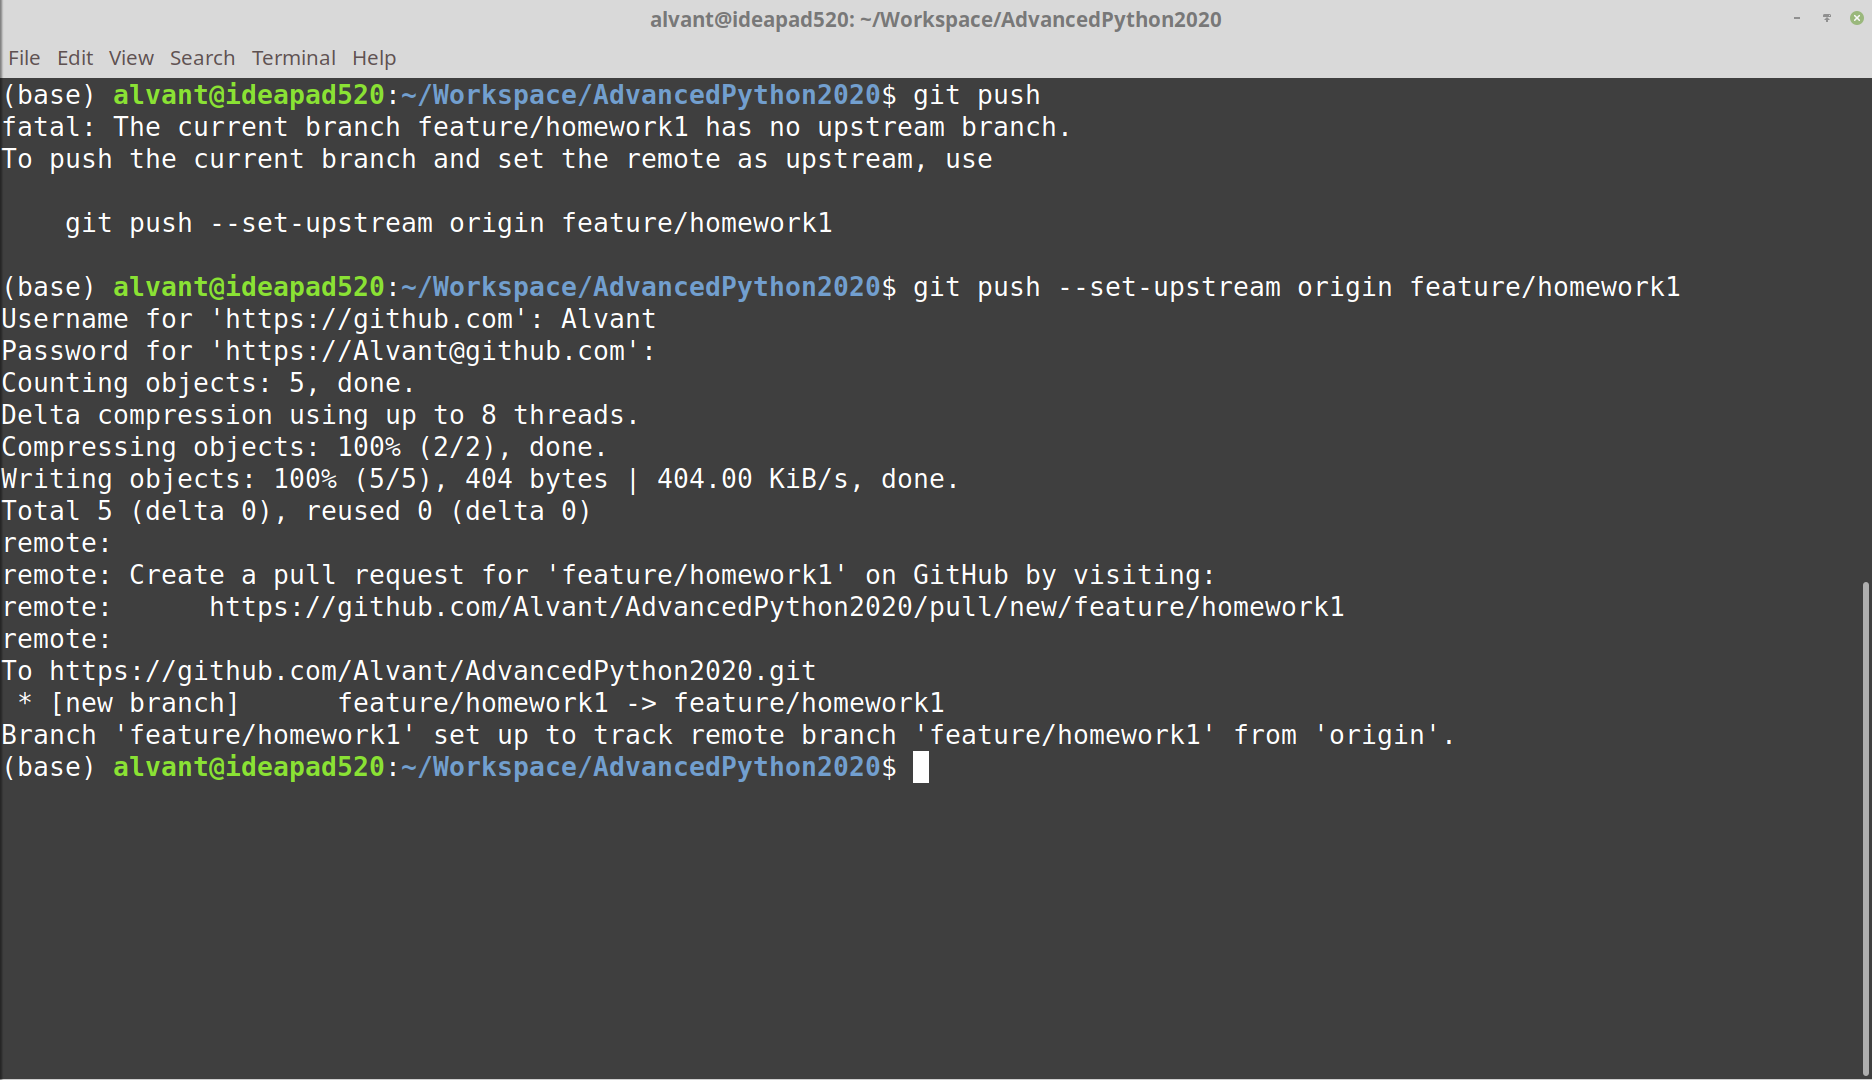 alvant@ideapad520: ~/Workspace/AdvancedPython2020
File Edit View Search Terminal Help
(base) alvant@ideapad520:~/Workspace/AdvancedPython2020$ git push
fatal: The current branch feature/homework1 has no upstream branch.
To push the current branch and set the remote as upstream, use
git push --set-upstream origin feature/homework1
(base) alvant@ideapad520:~/Workspace/AdvancedPython2020$ git push --set-upstream origin feature/homework1
Username for 'https://github.com': Alvant
Password for 'https://Alvant@github.com':
Counting objects: 5, done.
Delta compression using up to 8 threads.
Compressing objects: 100% (2/2), done.
Writing objects: 100% (5/5), 404 bytes | 404.00 KiB/s, done.
Total 5 (delta 0), reused 0 (delta 0)
remote:
remote: Create a pull request for 'feature/homework1' on GitHub by visiting:
remote:      https://github.com/Alvant/AdvancedPython2020/pull/new/feature/homework1
remote:
To https://github.com/Alvant/AdvancedPython2020.git
 * [new branch]      feature/homework1 -> feature/homework1
Branch 'feature/homework1' set up to track remote branch 'feature/homework1' from 'origin'.
(base) alvant@ideapad520:~/Workspace/AdvancedPython2020$